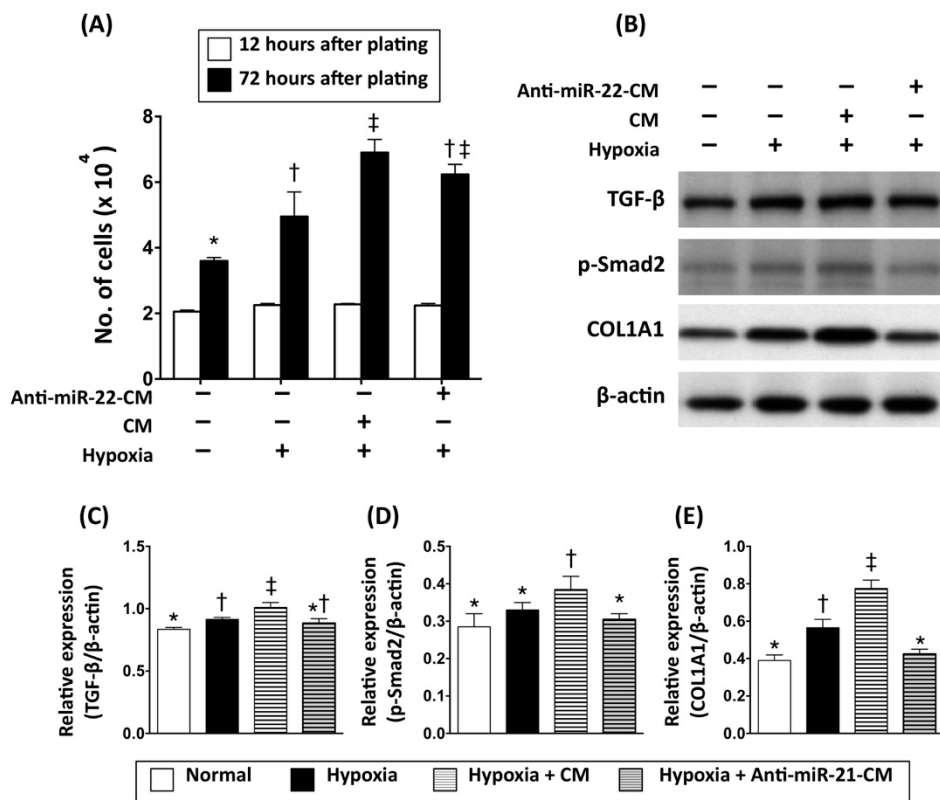 (A)
12 hours after plating
72 hours after plating
No. of cells (x 10⁴)
8
6
4
2
0
*
†
‡
†‡
Anti-miR-22-CM − − − +
CM − − + −
Hypoxia − + + +
(B)
Anti-miR-22-CM − − − +
CM − − + −
Hypoxia − + + +
TGF-β
p-Smad2
COL1A1
β-actin
(C)
Relative expression
(TGF-β/β-actin)
1.5
1.0
0.5
0.0
*
†
‡
*†
(D)
Relative expression
(p-Smad2/β-actin)
0.5
0.4
0.3
0.2
0.1
0.0
*
*
†
*
(E)
Relative expression
(COL1A1/β-actin)
1.0
0.8
0.6
0.4
0.2
0.0
*
†
‡
*
Normal
Hypoxia
Hypoxia + CM
Hypoxia + Anti-miR-21-CM